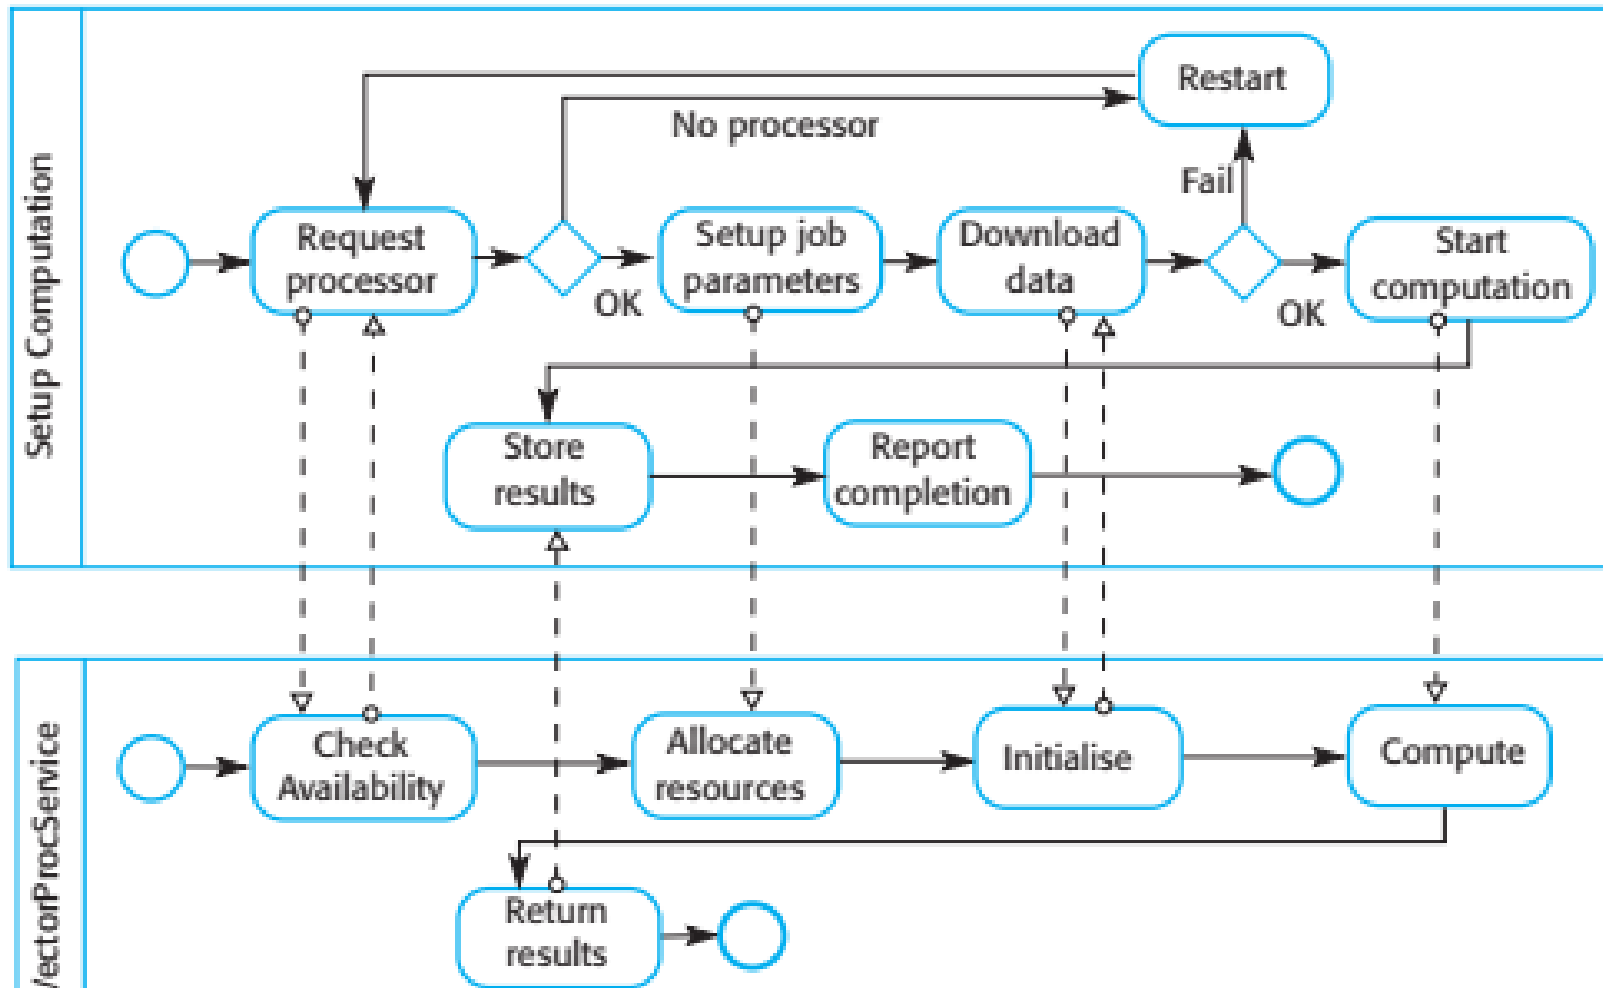 Setup Computation
Restart
No processor
Fail
Request
processor
OK
Setup job
parameters
Download
data
OK
Start
computation
Store
results
Report
completion
VectorProcService
Check
Availability
Allocate
resources
Initialise
Compute
Return
results